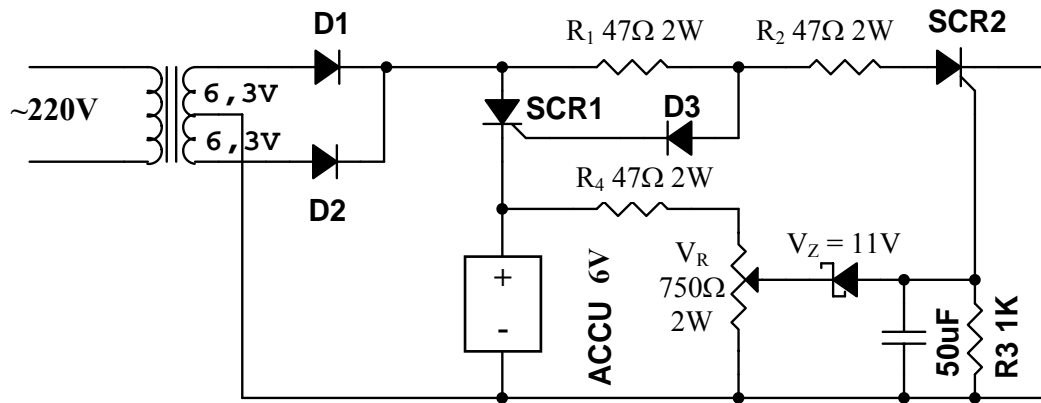 D1
R1 47Ω 2W
R2 47Ω 2W
SCR2
6,3V
~220V
SCR1
D3
6,3V
R4 47Ω 2W
D2
VR
750Ω
2W
VZ = 11V
+
-
ACCU 6V
50uF
R3 1K